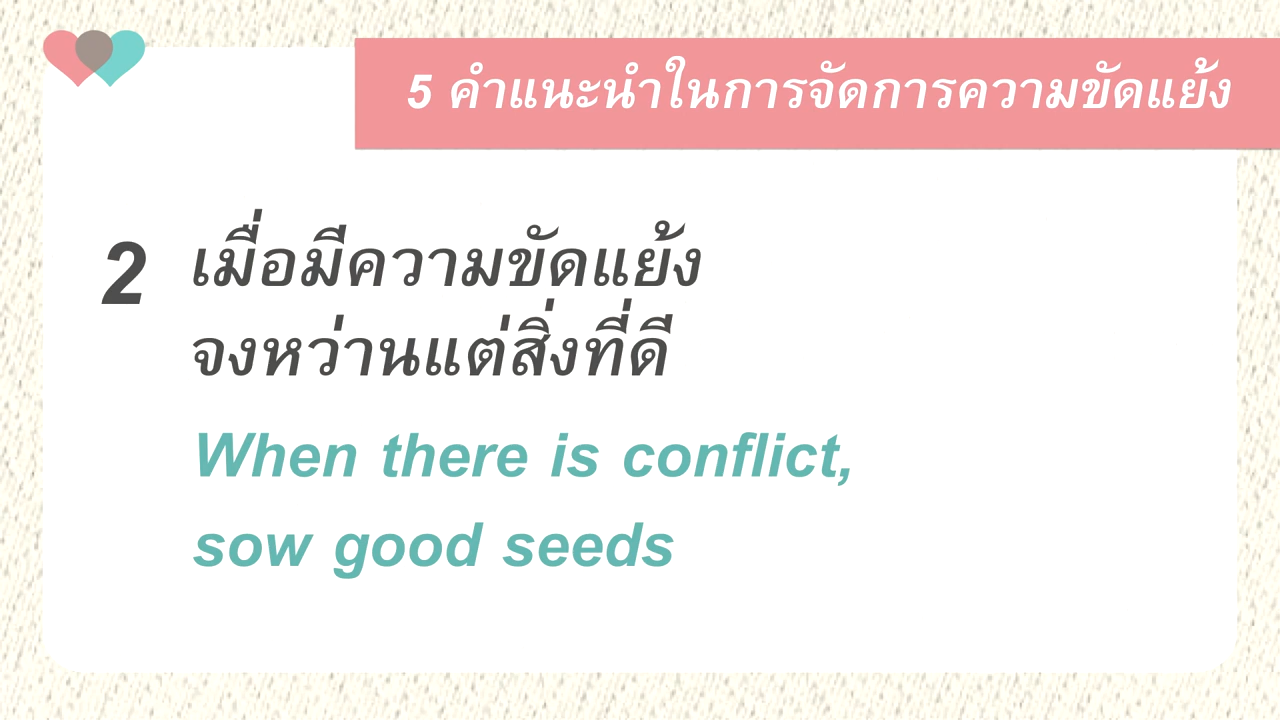 5 คำแนะนำในการจัดการความขัดแย้ง
2 เมื่อมีความขัดแย้ง
จงหว่านแต่สิ่งที่ดี
When there is conflict,
sow good seeds